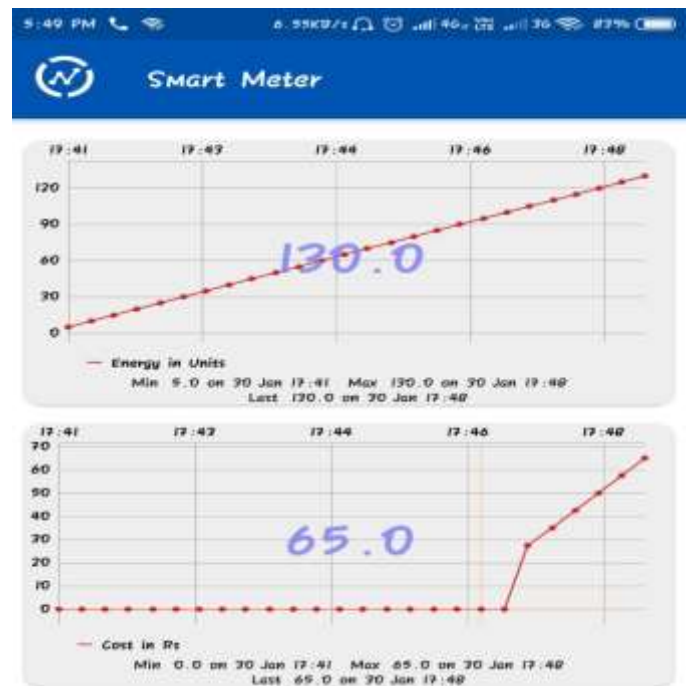 5:49 PM 6.55KB/s 4G 3G 87%
Smart Meter
17:41 17:43 17:44 17:46 17:48
120
90
60
30
0
130.0
Energy in Units
Min 5.0 on 30 Jan 17:41 Max 130.0 on 30 Jan 17:48
Last 130.0 on 30 Jan 17:48
17:41 17:43 17:44 17:46 17:48
70
60
50
40
30
20
10
0
65.0
Cost in Rs
Min 0.0 on 30 Jan 17:41 Max 65.0 on 30 Jan 17:48
Last 65.0 on 30 Jan 17:48